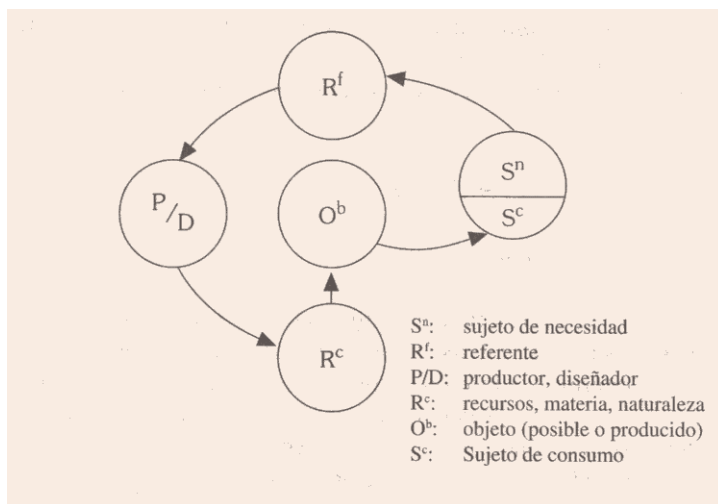 Rᶠ
Sⁿ
P/D
Oᵇ
Sᶜ
Rᶜ
Sⁿ: sujeto de necesidad
Rᶠ: referente
P/D: productor, diseñador
Rᶜ: recursos, materia, naturaleza
Oᵇ: objeto (posible o producido)
Sᶜ: Sujeto de consumo